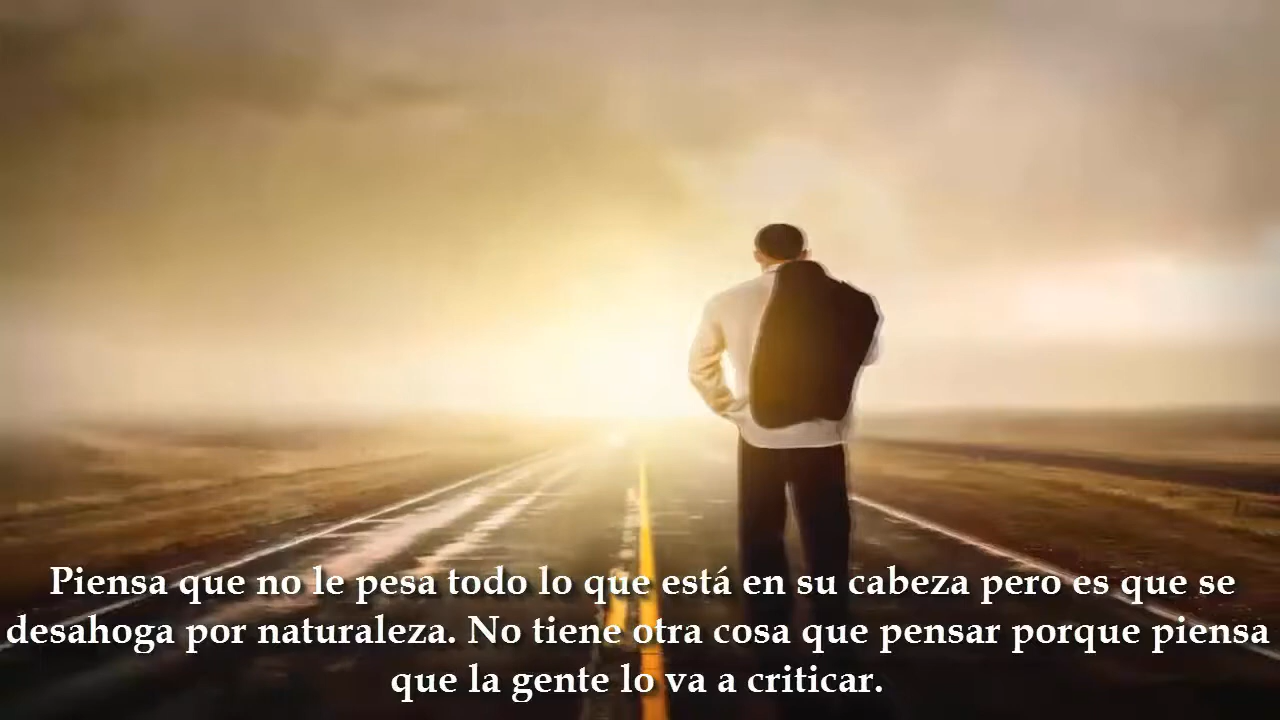 Piensa que no le pesa todo lo que está en su cabeza pero es que se
desahoga por naturaleza. No tiene otra cosa que pensar porque piensa
que la gente lo va a criticar.